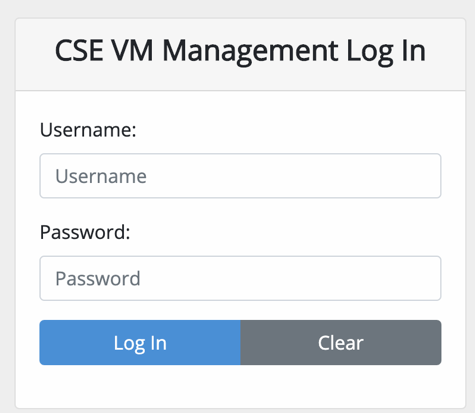 CSE VM Management Log In
Username:
Username
Password:
Password
Log In Clear